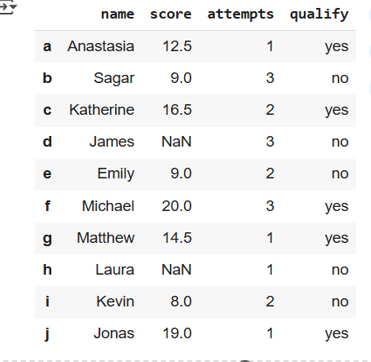 name score attempts qualify
a Anastasia 12.5 1 yes
b Sagar 9.0 3 no
c Katherine 16.5 2 yes
d James NaN 3 no
e Emily 9.0 2 no
f Michael 20.0 3 yes
g Matthew 14.5 1 yes
h Laura NaN 1 no
i Kevin 8.0 2 no
j Jonas 19.0 1 yes